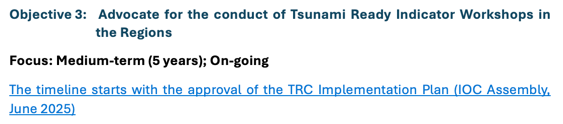 Objective 3: Advocate for the conduct of Tsunami Ready Indicator Workshops in
the Regions
Focus: Medium-term (5 years); On-going
The timeline starts with the approval of the TRC Implementation Plan (IOC Assembly,
June 2025)